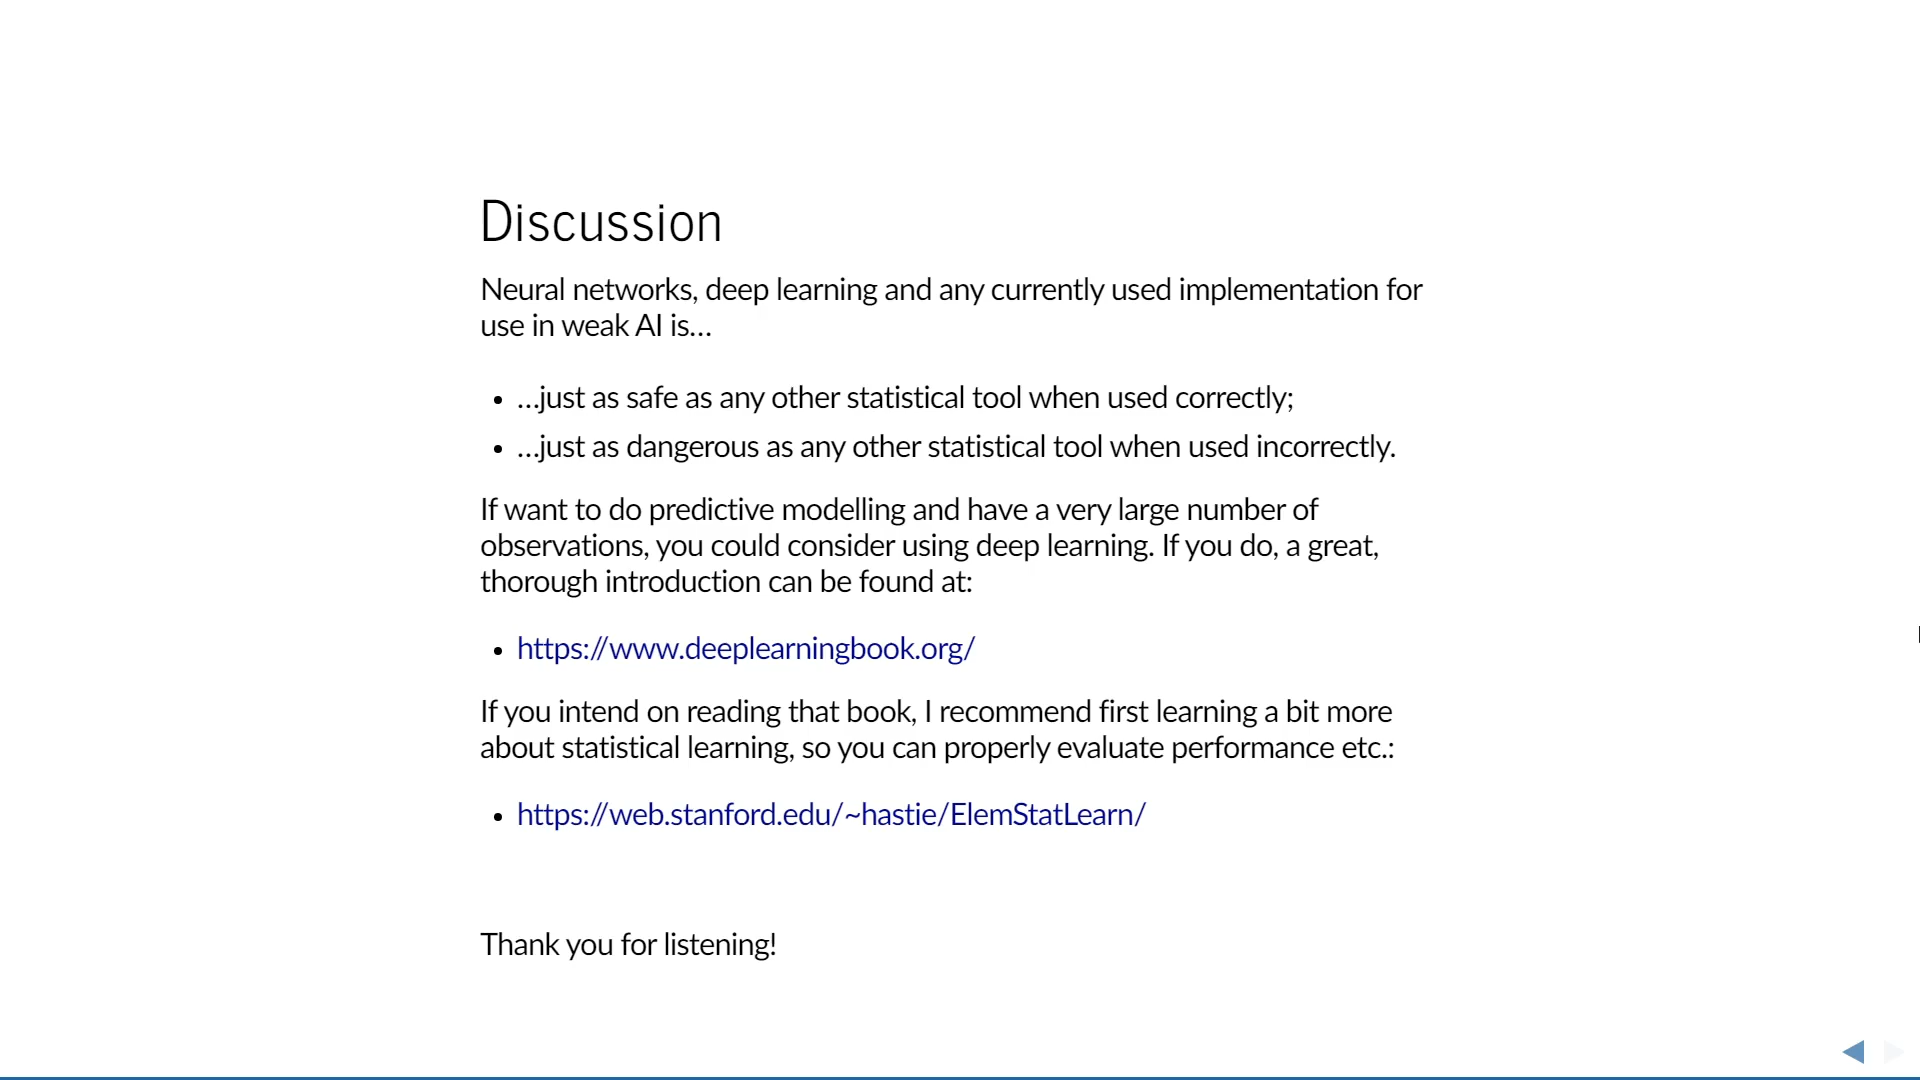 Discussion
Neural networks, deep learning and any currently used implementation for
use in weak AI is…
• …just as safe as any other statistical tool when used correctly;
• …just as dangerous as any other statistical tool when used incorrectly.
If want to do predictive modelling and have a very large number of
observations, you could consider using deep learning. If you do, a great,
thorough introduction can be found at:
• https://www.deeplearningbook.org/
If you intend on reading that book, I recommend first learning a bit more
about statistical learning, so you can properly evaluate performance etc.:
• https://web.stanford.edu/~hastie/ElemStatLearn/
Thank you for listening!